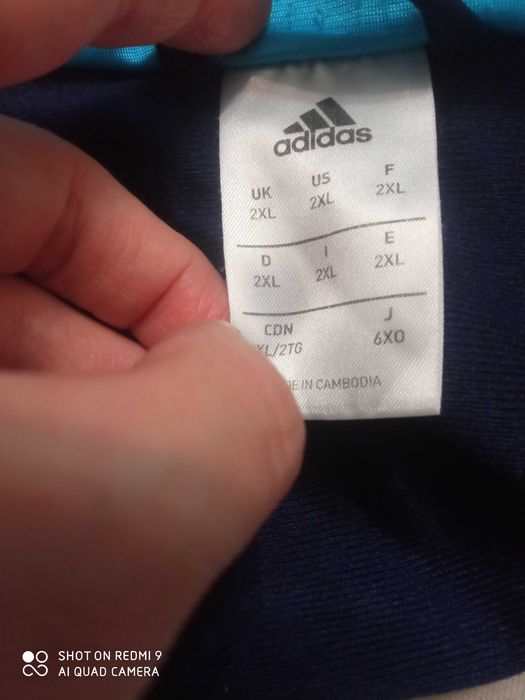 adidas
UK US F
2XL 2XL 2XL
D I E
2XL 2XL 2XL
CDN J
XL/2TG 6XO
IN CAMBODIA
SHOT ON REDMI 9
AI QUAD CAMERA